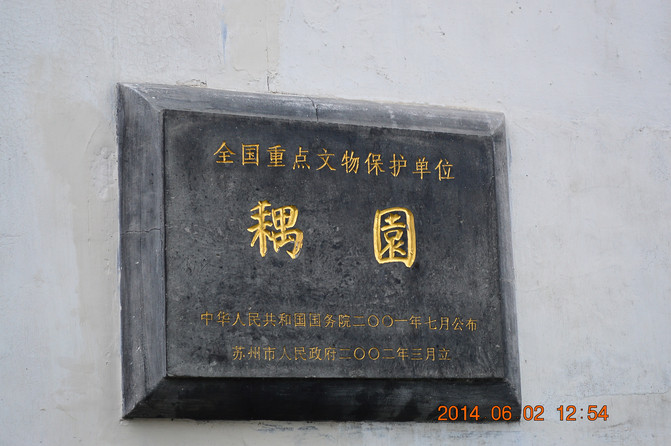 全国重点文物保护单位
耦園
中华人民共和国国务院二〇〇一年七月公布
苏州市人民政府二〇〇二年三月立
2014 06 02 12:54